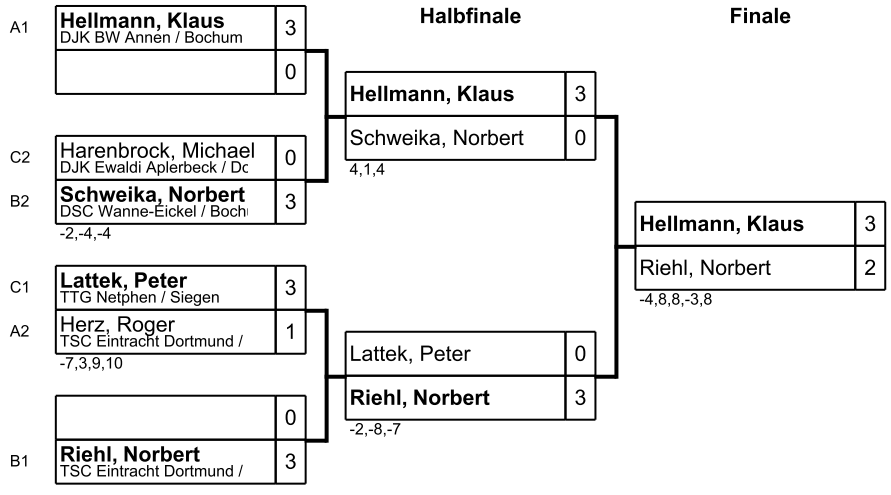 Halbfinale
Finale
A1
Hellmann, Klaus
DJK BW Annen / Bochum
3
0
C2
Harenbrock, Michael
DJK Ewaldi Aplerbeck / Do
0
B2
Schweika, Norbert
DSC Wanne-Eickel / Boch
3
-2,-4,-4
C1
Lattek, Peter
TTG Netphen / Siegen
3
A2
Herz, Roger
TSC Eintracht Dortmund /
1
-7,3,9,10
0
B1
Riehl, Norbert
TSC Eintracht Dortmund /
3
Hellmann, Klaus
3
Schweika, Norbert
0
4,1,4
Lattek, Peter
0
Riehl, Norbert
3
-2,-8,-7
Hellmann, Klaus
3
Riehl, Norbert
2
-4,8,8,-3,8